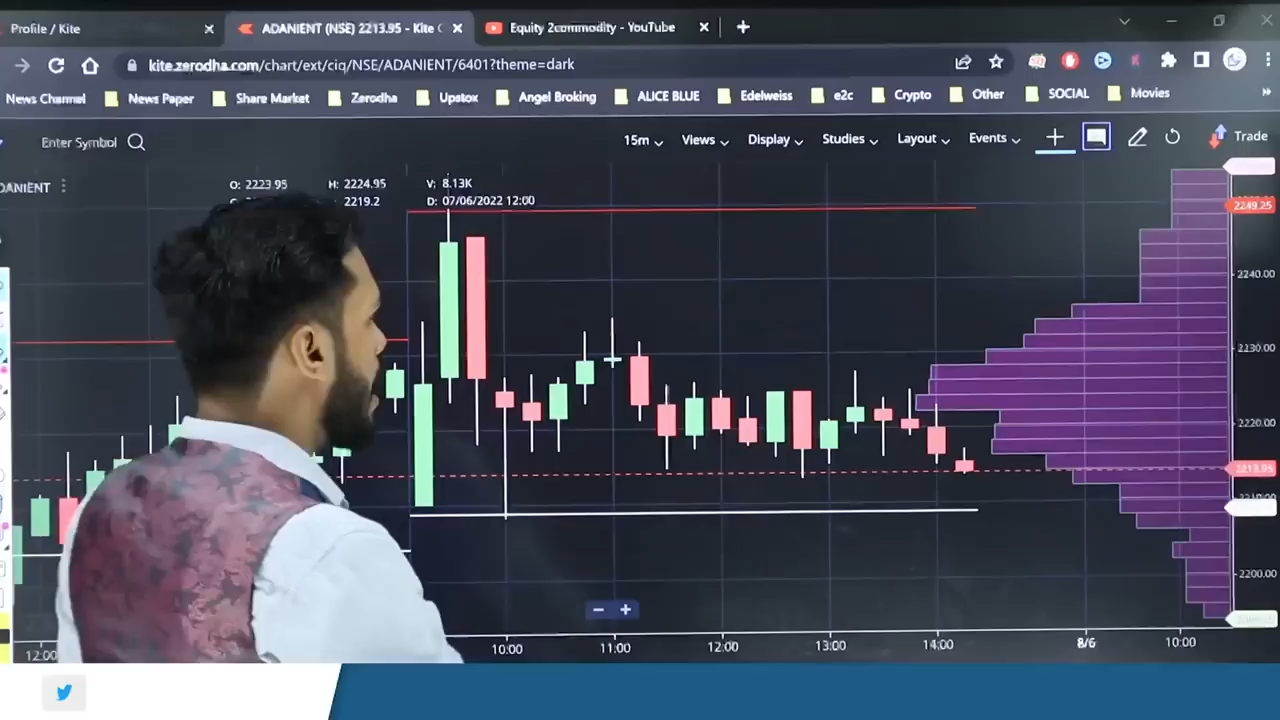 Profile / Kite
ADANIENT (NSE) 2213.95 - Kite
Equity 2commodity - YouTube
kite.zerodha.com/chart/ext/ciq/NSE/ADANIENT/6401?theme=dark
News Channel
News Paper
Share Market
Zerodha
Upstox
Angel Broking
ALICE BLUE
Edelweiss
e2c
Crypto
Other
SOCIAL
Movies
»
Enter Symbol
15m
Views
Display
Studies
Layout
Events
Trade
ADANIENT
O: 2223.95
H: 2224.95
V: 8.13K
2219.2
D: 07/06/2022 12:00
2249.25
2240.00
2230.00
2220.00
2213.95
2200.00
12:00
10:00
11:00
12:00
13:00
14:00
8/6
10:00